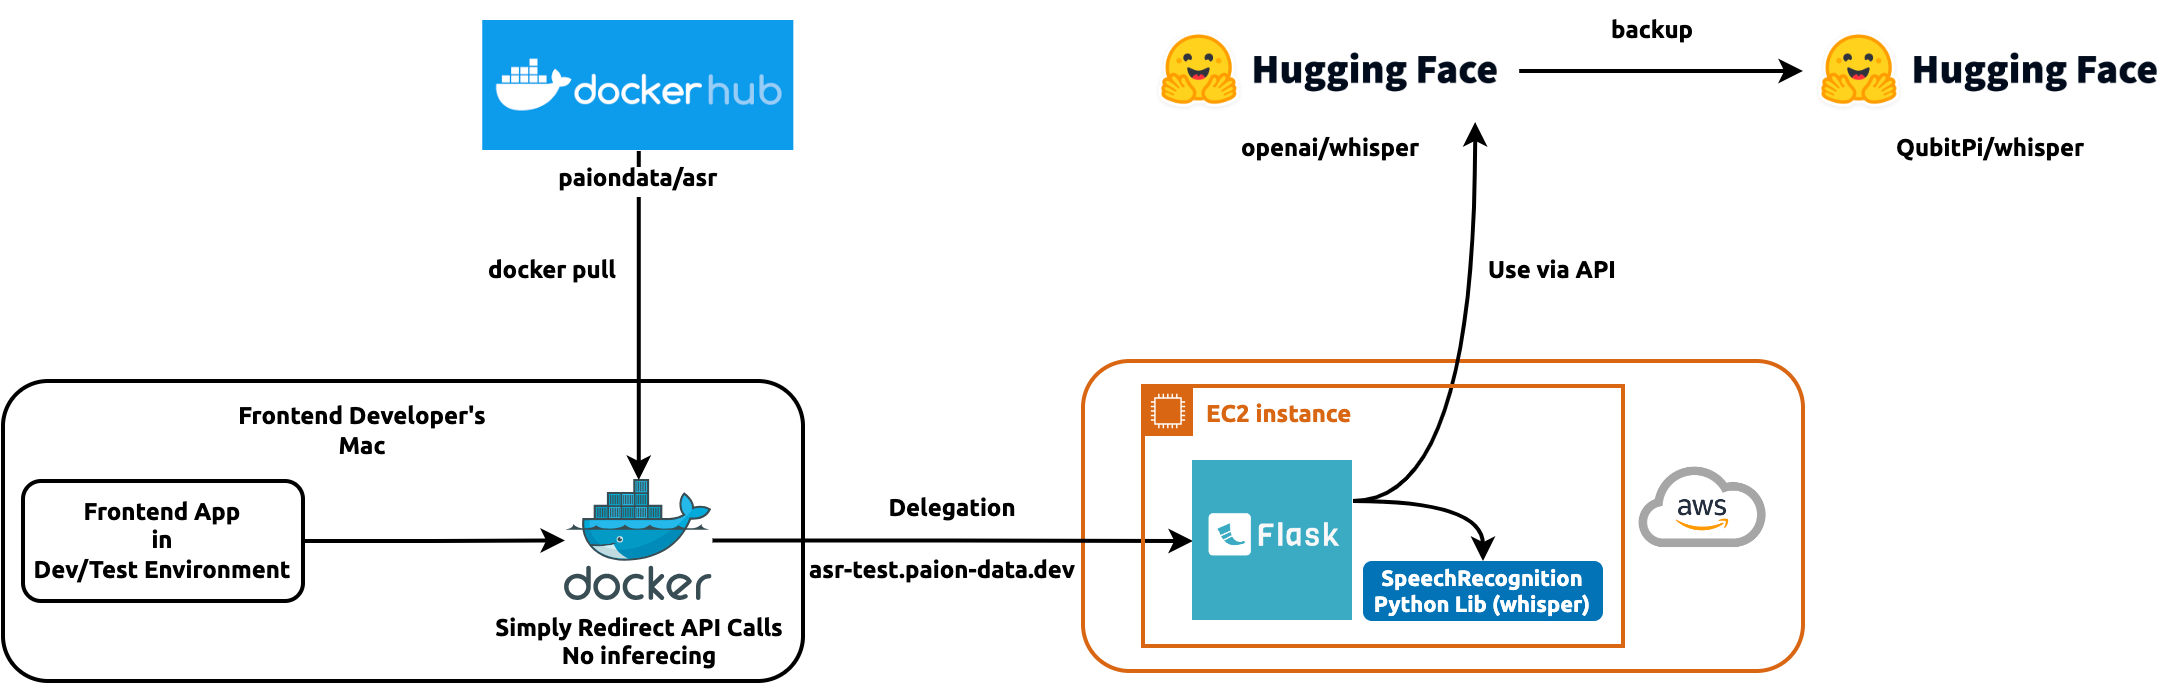 dockerhub
paiondata/asr
docker pull
Hugging Face
openai/whisper
backup
Hugging Face
QubitPi/whisper
Use via API
Frontend Developer's
Mac
Frontend App
in
Dev/Test Environment
docker
Simply Redirect API Calls
No inferecing
Delegation
asr-test.paion-data.dev
EC2 instance
Flask
SpeechRecognition
Python Lib (whisper)
aws